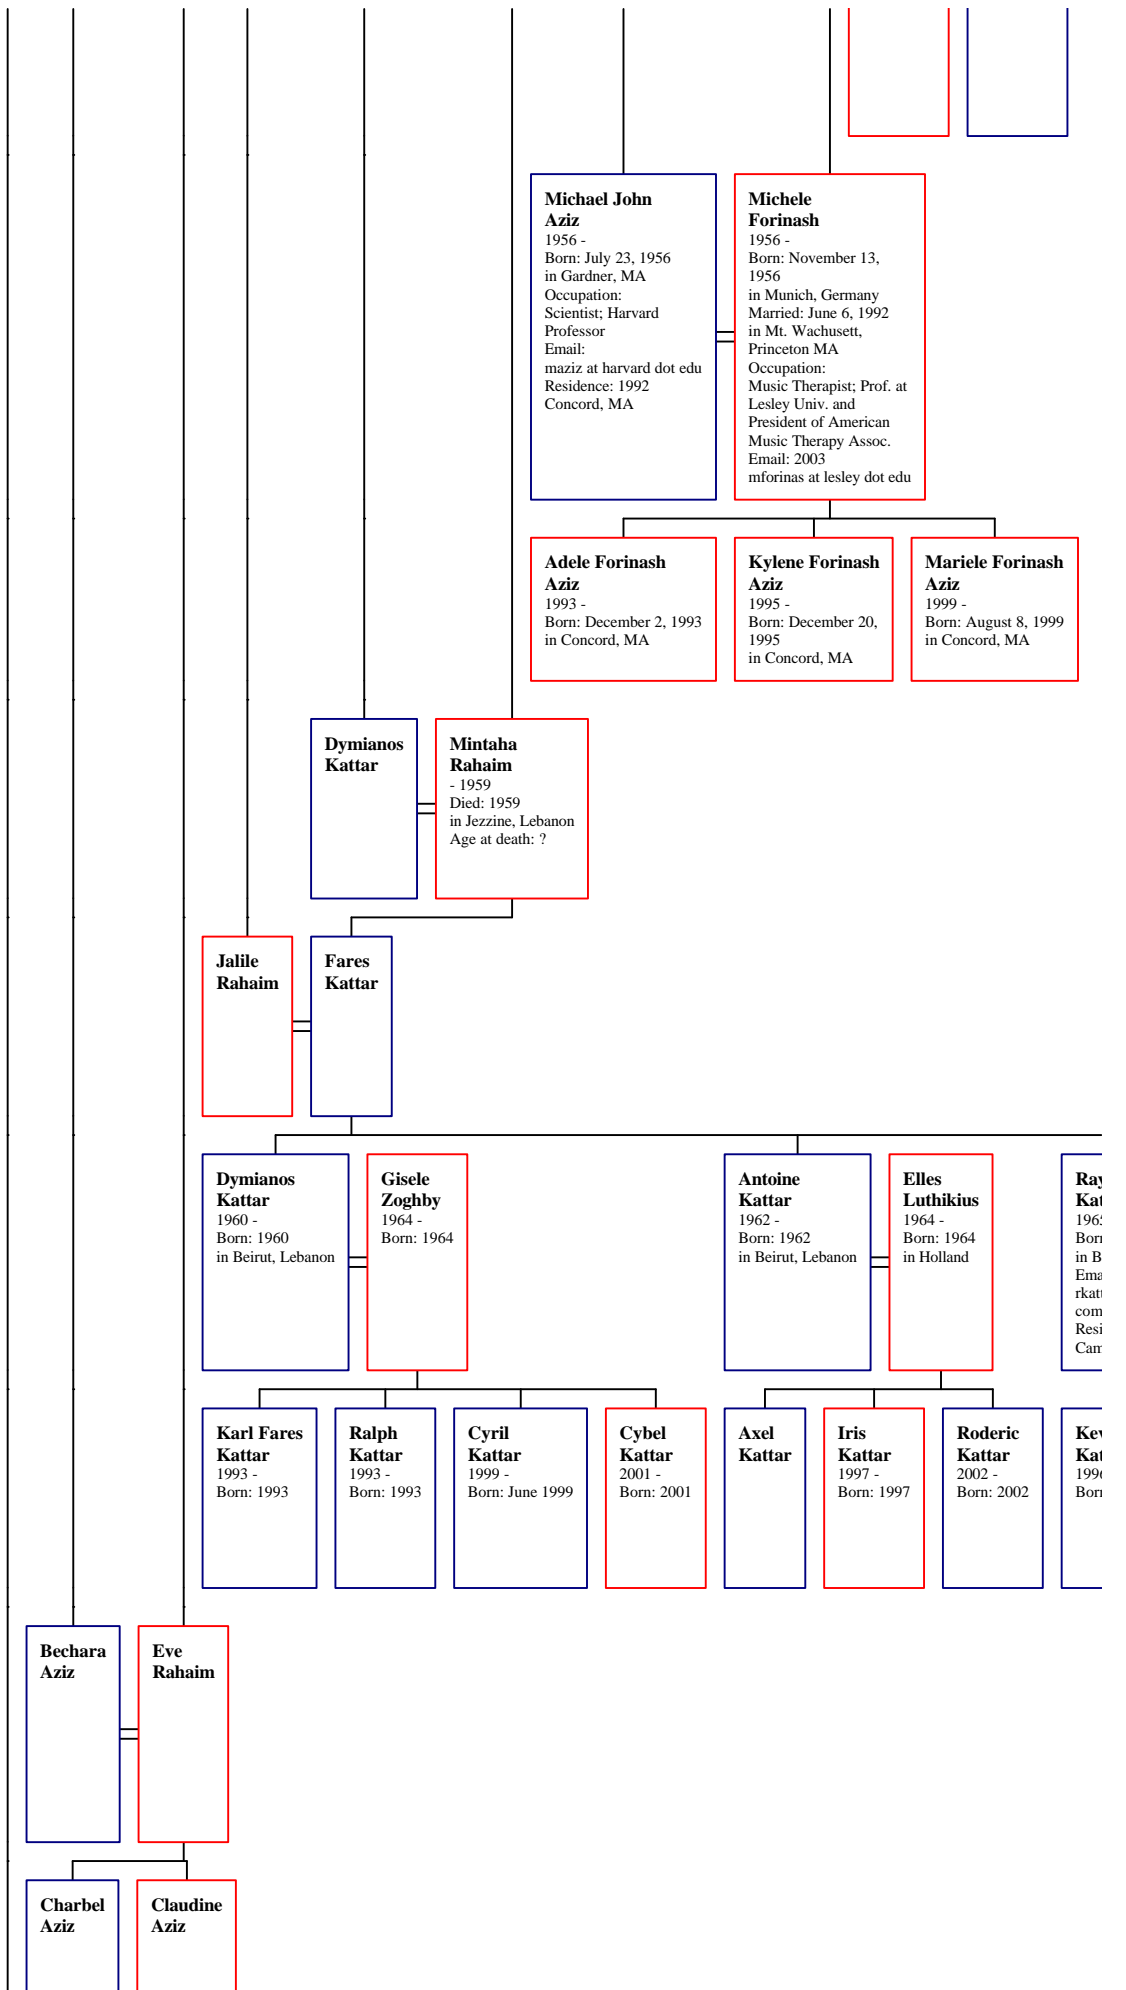 Michael John
Aziz
1956 -
Born: July 23, 1956
in Gardner, MA
Occupation:
Scientist; Harvard
Professor
Email:
maziz at harvard dot edu
Residence: 1992
Concord, MA
Michele
Forinash
1956 -
Born: November 13,
1956
in Munich, Germany
Married: June 6, 1992
in Mt. Wachusett,
Princeton MA
Occupation:
Music Therapist; Prof. at
Lesley Univ. and
President of American
Music Therapy Assoc.
Email: 2003
mforinas at lesley dot edu
Adele Forinash
Aziz
1993 -
Born: December 2, 1993
in Concord, MA
Kylene Forinash
Aziz
1995 -
Born: December 20,
1995
in Concord, MA
Mariele Forinash
Aziz
1999 -
Born: August 8, 1999
in Concord, MA
Dymianos
Kattar
Mintaha
Rahaim
- 1959
Died: 1959
in Jezzine, Lebanon
Age at death: ?
Jalile
Rahaim
Fares
Kattar
Dymianos
Kattar
1960 -
Born: 1960
in Beirut, Lebanon
Gisele
Zoghby
1964 -
Born: 1964
Antoine
Kattar
1962 -
Born: 1962
in Beirut, Lebanon
Elles
Luthikius
1964 -
Born: 1964
in Holland
Karl Fares
Kattar
1993 -
Born: 1993
Ralph
Kattar
1993 -
Born: 1993
Cyril
Kattar
1999 -
Born: June 1999
Cybel
Kattar
2001 -
Born: 2001
Axel
Kattar
Iris
Kattar
1997 -
Born: 1997
Roderic
Kattar
2002 -
Born: 2002
Bechara
Aziz
Eve
Rahaim
Charbel
Aziz
Claudine
Aziz